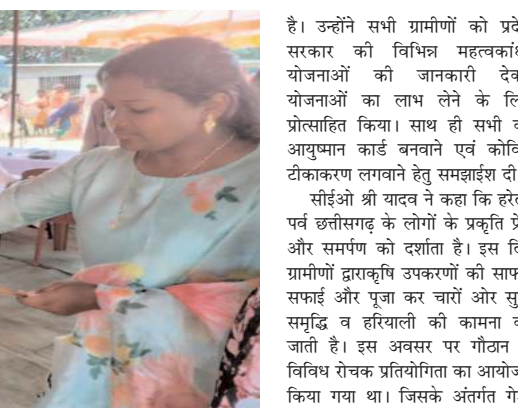 है। उन्होंने सभी ग्रामीणों को
सरकार की विभिन्न
योजनाओं की जानकारी
योजनाओं का लाभ लेने के
प्रोत्साहित किया। साथ ही सभी
आयुष्मान कार्ड बनवाने एवं
टीकाकरण लगवाने हेतु समझाईश दी
सीईओ श्री यादव ने कहा कि
पर्व छत्तीसगढ़ के लोगों के प्रकृति
और समर्पण को दर्शाता है। इस
ग्रामीणों द्वाराकृषि उपकरणों की
सफाई और पूजा कर चारों ओर
समृद्धि व हरियाली की कामना
जाती है। इस अवसर पर गौठान
विविध रोचक प्रतियोगिता का
किया गया था। जिसके अंतर्गत